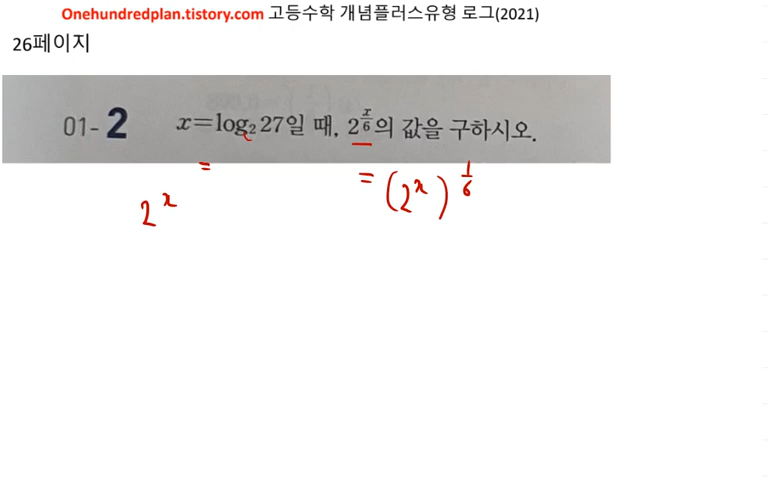 Onehundredplan.tistory.com 고등수학 개념플러스유형 로그(2021)
26페이지
01-2 x=log₂27일 때, 2^{x/6}의 값을 구하시오.
2^x = = (2^x)^{1/6}